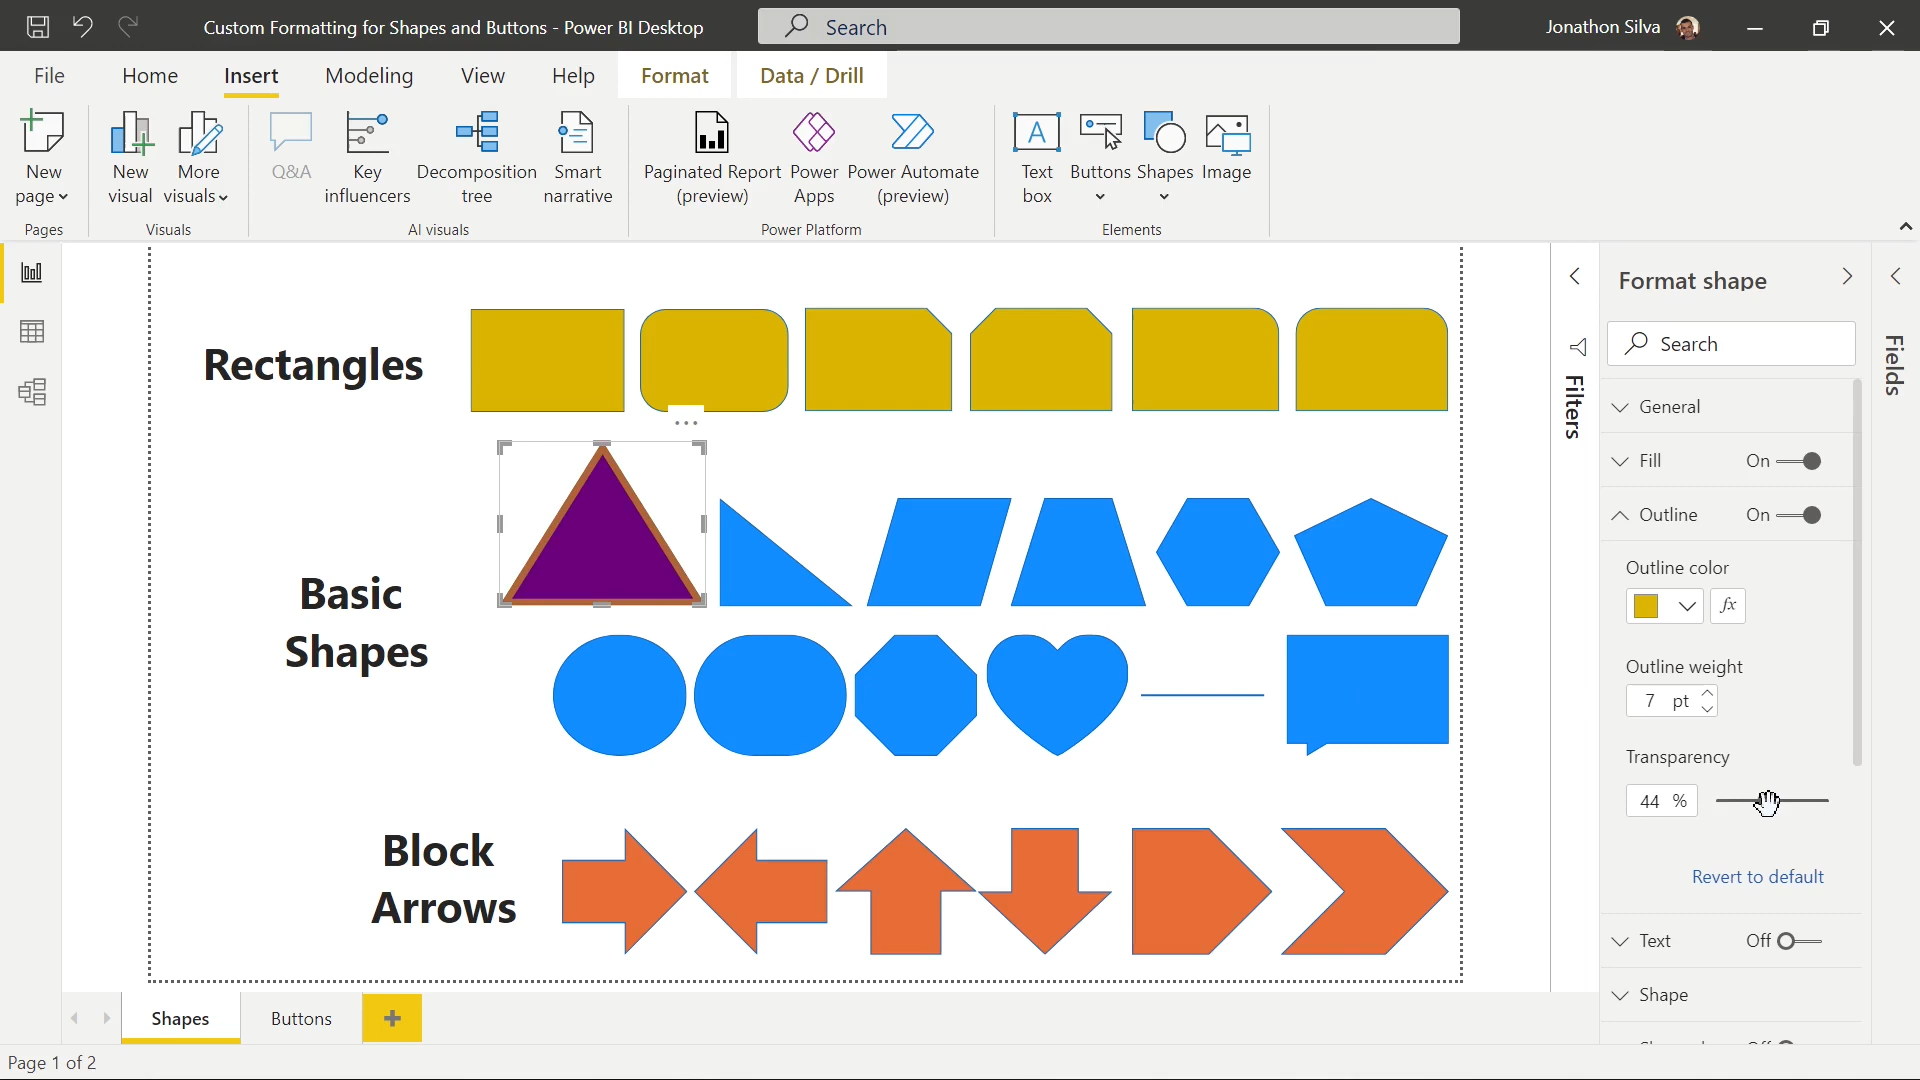 Custom Formatting for Shapes and Buttons - Power BI Desktop
Search
Jonathon Silva
File
Home
Insert
Modeling
View
Help
Format
Data / Drill
New page
New visual
More visuals
Q&A
Key influencers
Decomposition tree
Smart narrative
Paginated Report (preview)
Power Apps
Power Automate (preview)
A
Text box
Buttons
Shapes
Image
Pages
Visuals
AI visuals
Power Platform
Elements
Rectangles
Basic
Shapes
Block
Arrows
Filters
Format shape
Search
General
Fill
On
Outline
On
Outline color
fx
Outline weight
7 pt
Transparency
44 %
Revert to default
Text
Off
Shape
Fields
Shapes
Buttons
Page 1 of 2